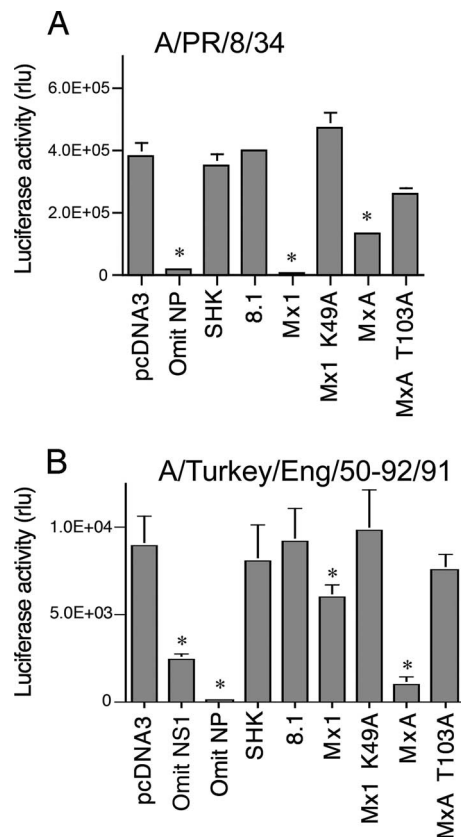 A
A/PR/8/34
Luciferase activity (rlu)
6.0E+05
4.0E+05
2.0E+05
0
* * *
pcDNA3
Omit NP
SHK
8.1
Mx1
Mx1 K49A
MxA
MxA T103A
B
A/Turkey/Eng/50-92/91
Luciferase activity (rlu)
1.0E+04
5.0E+03
0
* * * *
pcDNA3
Omit NS1
Omit NP
SHK
8.1
Mx1
Mx1 K49A
MxA
MxA T103A